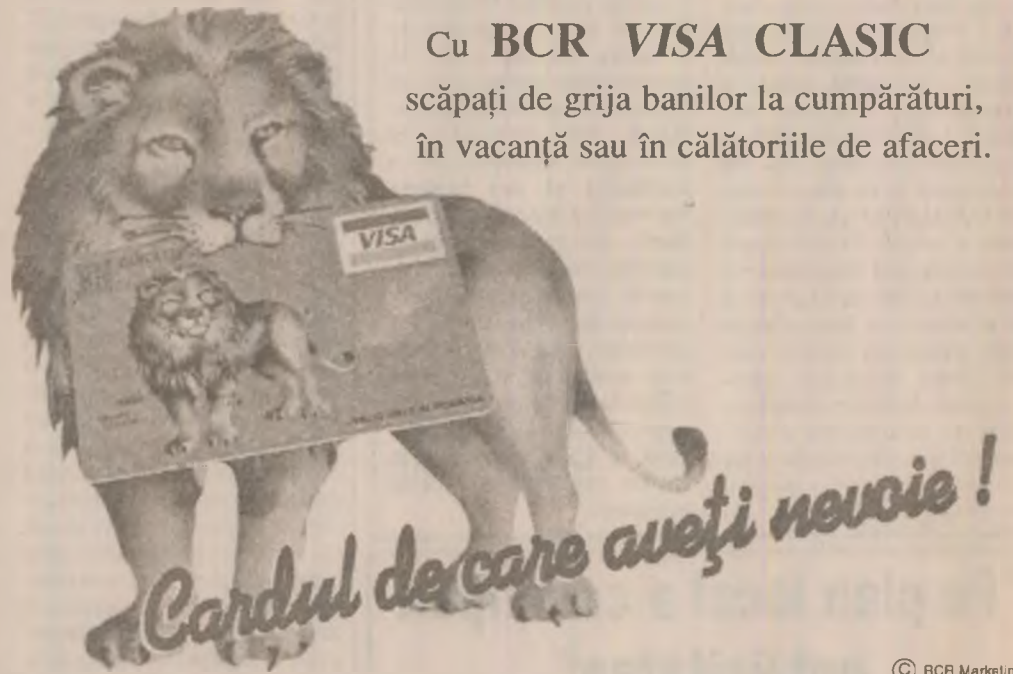 Cu BCR VISA CLASIC
scăpați de grija banilor la cumpărături,
în vacanță sau în călătoriile de afaceri.
VISA
Cardul de care aveți nevoie !
© BCR Marketin